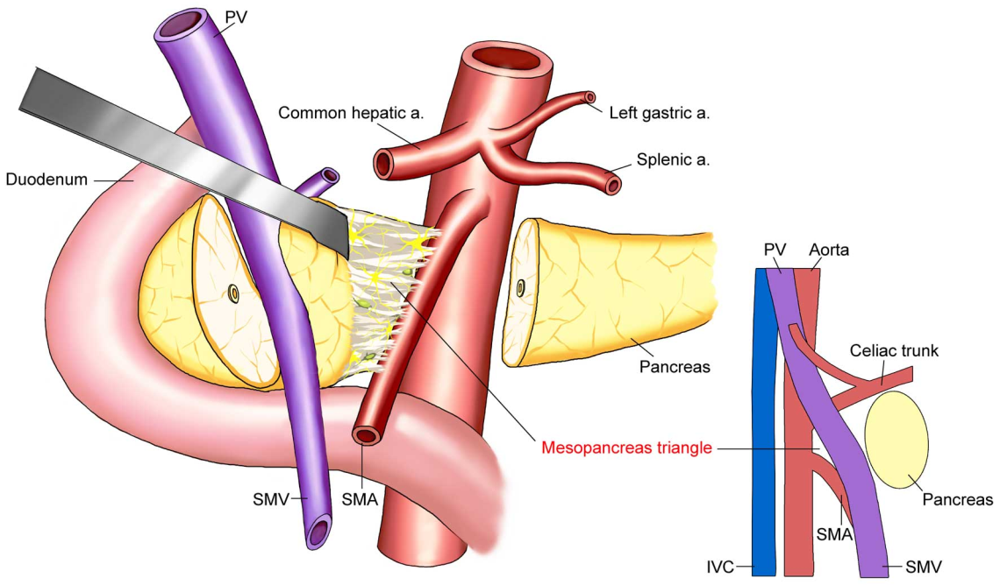 PV
Common hepatic a.
Left gastric a.
Splenic a.
Duodenum
Pancreas
Mesopancreas triangle
SMV
SMA
PV
Aorta
Celiac trunk
Pancreas
SMA
IVC
SMV